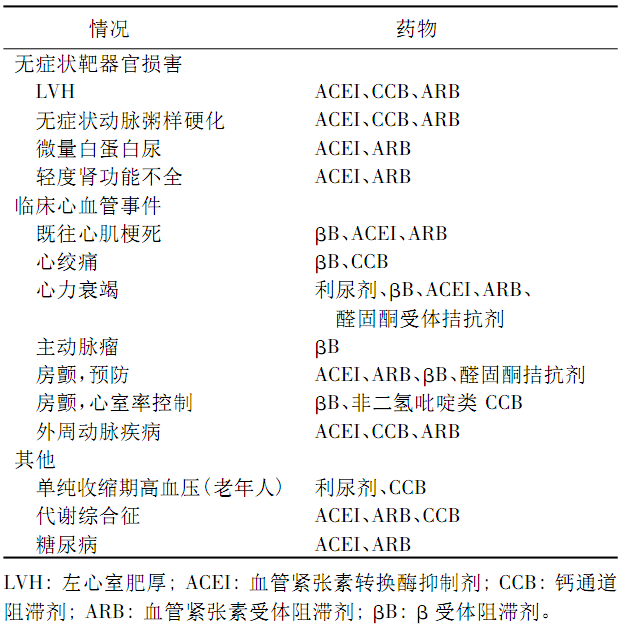 情况 药物
无症状靶器官损害
LVH ACEI、CCB、ARB
无症状动脉粥样硬化 ACEI、CCB、ARB
微量白蛋白尿 ACEI、ARB
轻度肾功能不全 ACEI、ARB
临床心血管事件
既往心肌梗死 βB、ACEI、ARB
心绞痛 βB、CCB
心力衰竭 利尿剂、βB、ACEI、ARB、
醛固酮受体拮抗剂
主动脉瘤 βB
房颤,预防 ACEI、ARB、βB、醛固酮拮抗剂
房颤,心室率控制 βB、非二氢吡啶类 CCB
外周动脉疾病 ACEI、CCB、ARB
其他
单纯收缩期高血压(老年人) 利尿剂、CCB
代谢综合征 ACEI、ARB、CCB
糖尿病 ACEI、ARB
LVH: 左心室肥厚; ACEI: 血管紧张素转换酶抑制剂; CCB: 钙通道
阻滞剂; ARB: 血管紧张素受体阻滞剂; βB: β 受体阻滞剂。